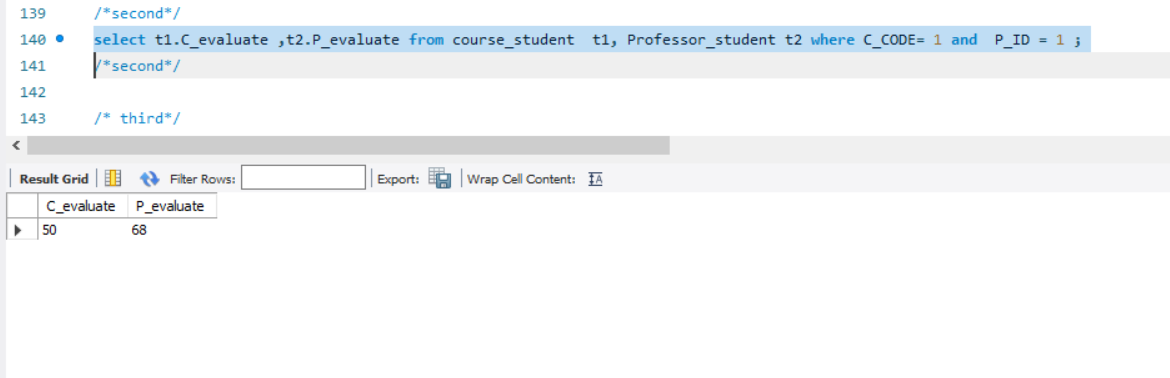 139 /*second*/
140 select t1.C_evaluate ,t2.P_evaluate from course_student  t1, Professor_student t2 where C_CODE= 1 and  P_ID = 1 ;
141 /*second*/
142
143 /* third*/
Result Grid Filter Rows: Export: Wrap Cell Content: IA
C_evaluate P_evaluate
50 68